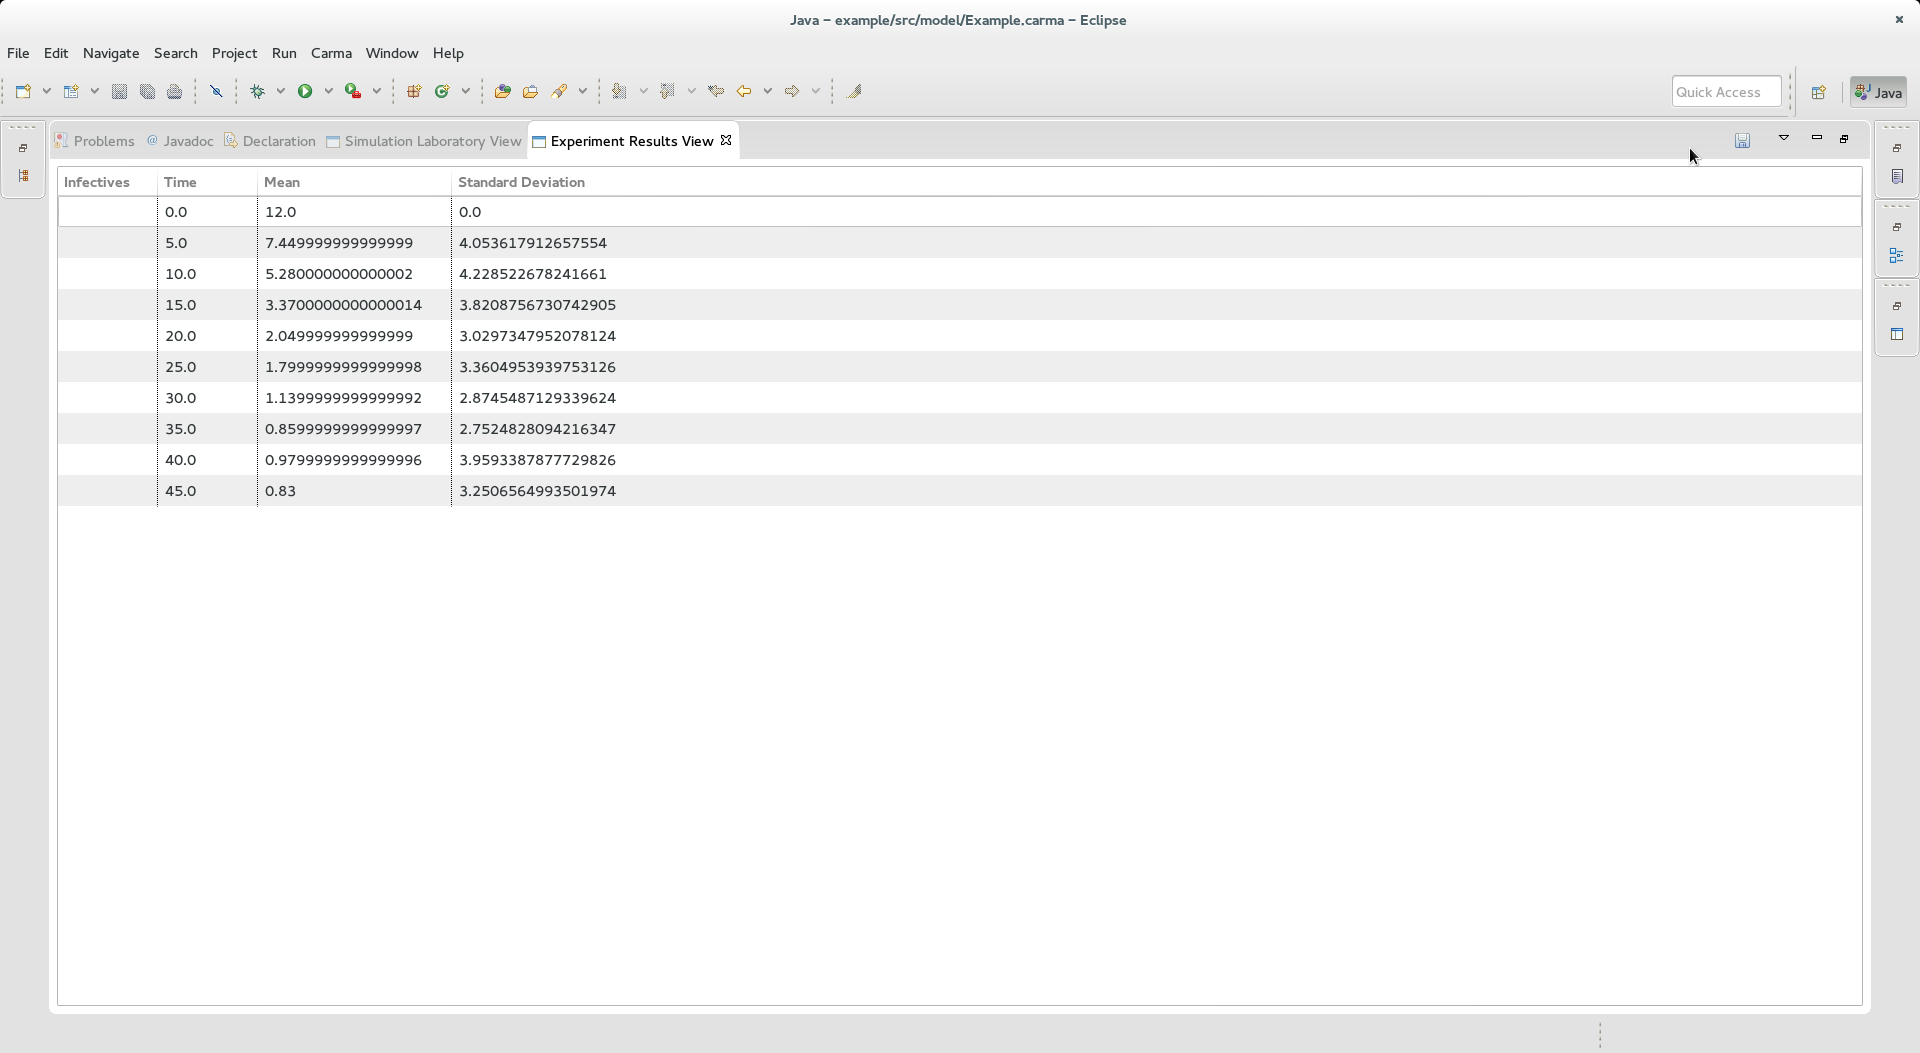 Java – example/src/model/Example.carma – Eclipse
File Edit Navigate Search Project Run Carma Window Help
Quick Access Java
Problems @ Javadoc Declaration Simulation Laboratory View Experiment Results View
Infectives Time Mean Standard Deviation
0.0 12.0 0.0
5.0 7.449999999999999 4.053617912657554
10.0 5.280000000000002 4.228522678241661
15.0 3.3700000000000014 3.8208756730742905
20.0 2.049999999999999 3.0297347952078124
25.0 1.7999999999999998 3.3604953939753126
30.0 1.1399999999999992 2.8745487129339624
35.0 0.8599999999999997 2.7524828094216347
40.0 0.9799999999999996 3.9593387877729826
45.0 0.83 3.2506564993501974